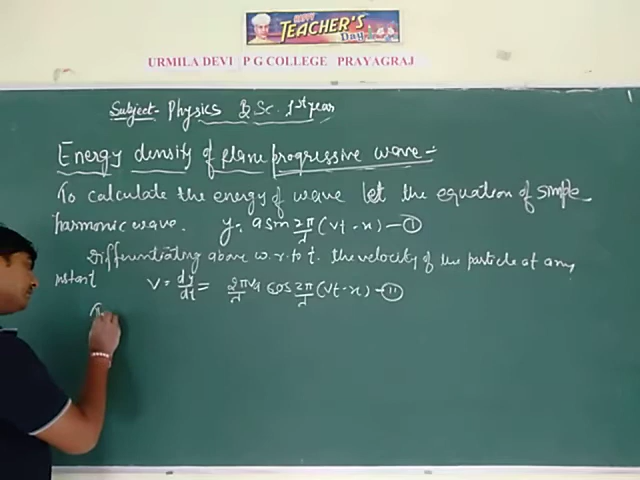 HAPPY TEACHER'S Day
URMILA DEVI P G COLLEGE PRAYAGRAJ
Subject- Physics B.Sc. 1st year
Energy density of plane progressive wave-
To calculate the energy of wave let the equation of simple
harmonic wave. y = a sin 2π/λ (vt-x) -①
Differentiating above w.r.to t. the velocity of the particle at any
instant V = dy/dt = 2πva/λ cos 2π/λ (vt-x) -⑪